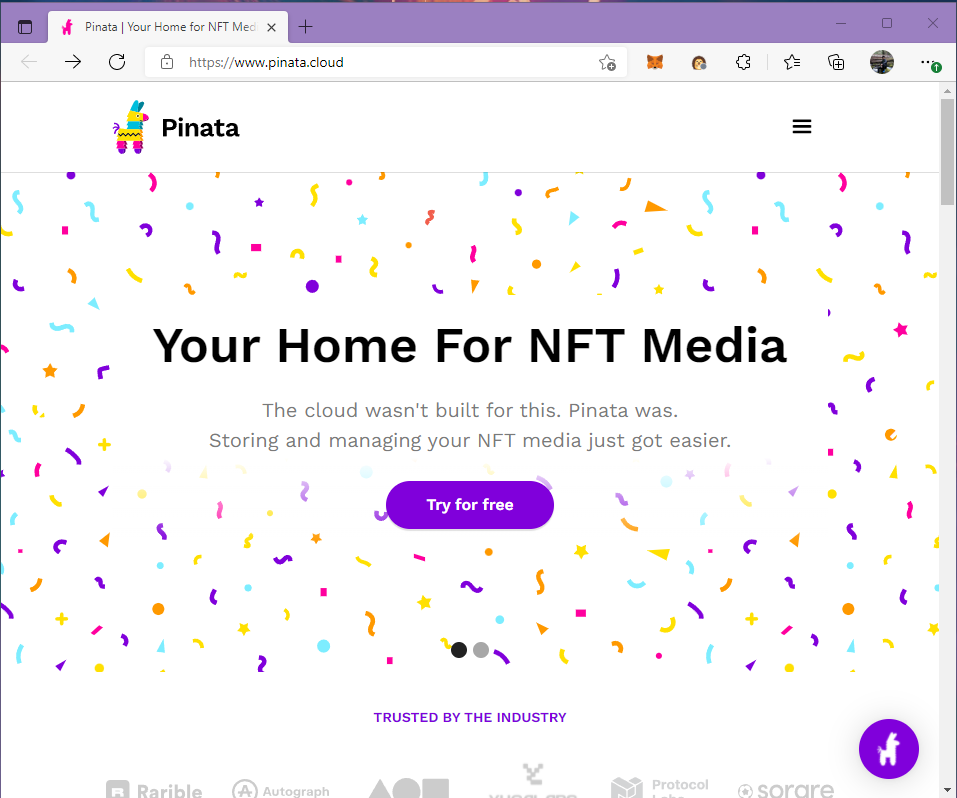 Pinata | Your Home for NFT Med
https://www.pinata.cloud
Pinata
Your Home For NFT Media
The cloud wasn't built for this. Pinata was.
Storing and managing your NFT media just got easier.
Try for free
TRUSTED BY THE INDUSTRY
Rarible
Autograph
Protocol
Labs
sorare